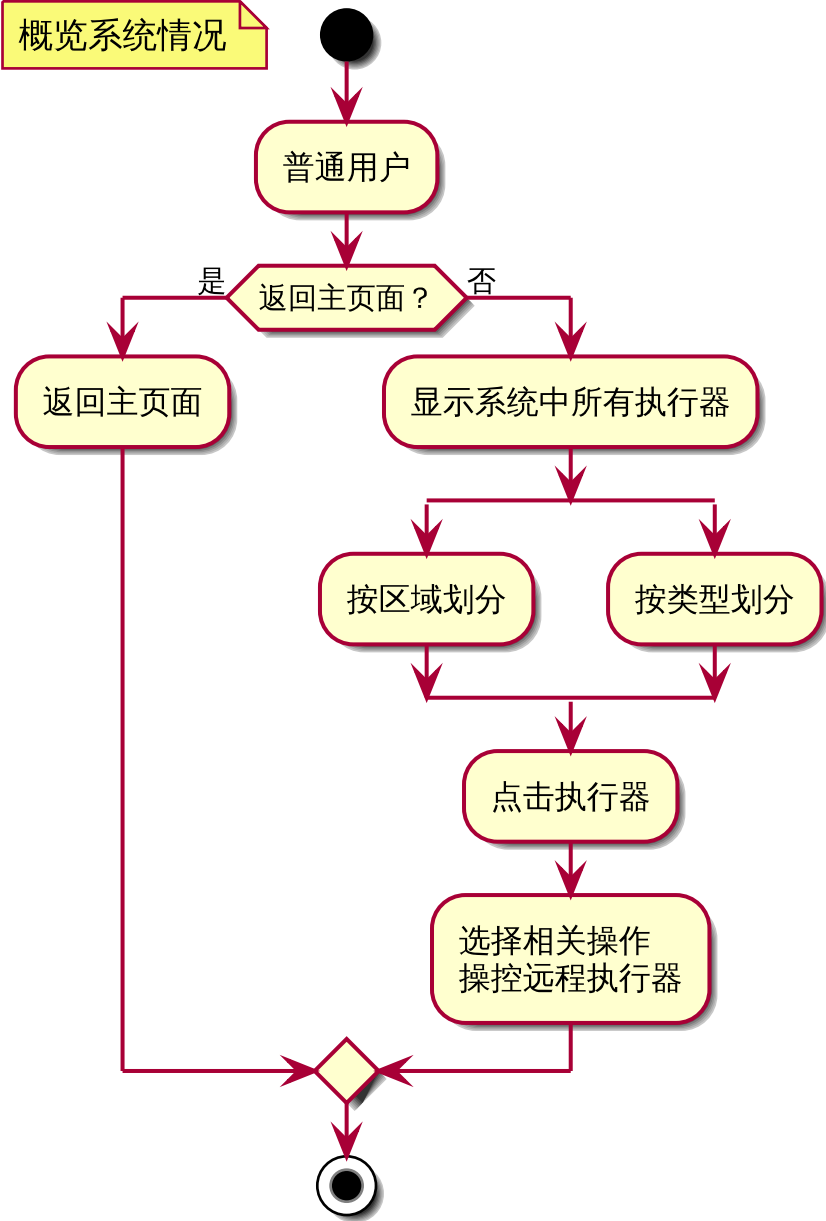 概览系统情况
普通用户
是
返回主页面？
否
返回主页面
显示系统中所有执行器
按区域划分
按类型划分
点击执行器
选择相关操作
操控远程执行器